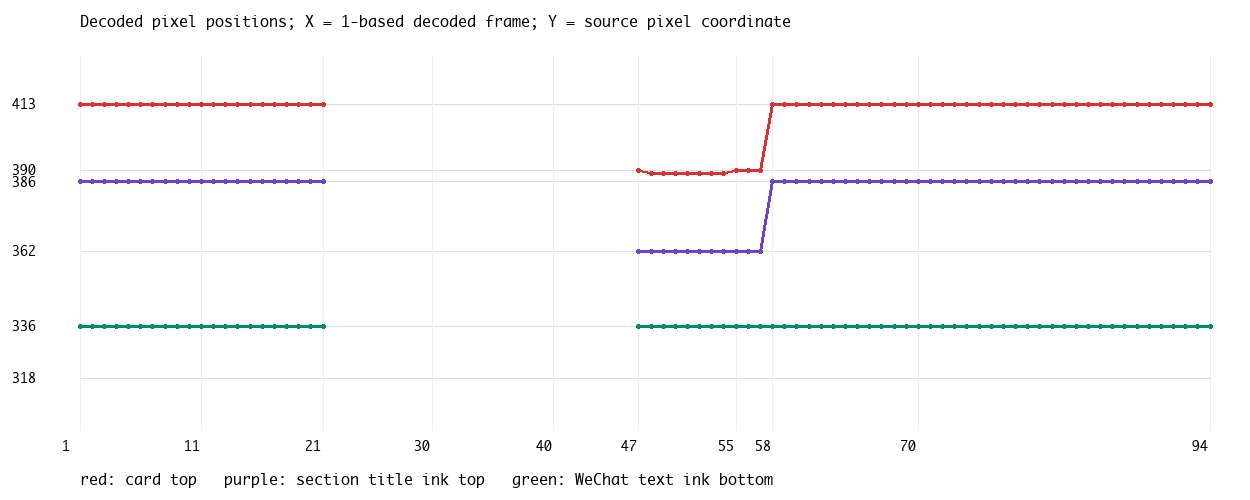 Decoded pixel positions; X = 1-based decoded frame; Y = source pixel coordinate
413
390
386
362
336
318
1 11 21 30 40 47 55 58 70 94
red: card top purple: section title ink top green: WeChat text ink bottom